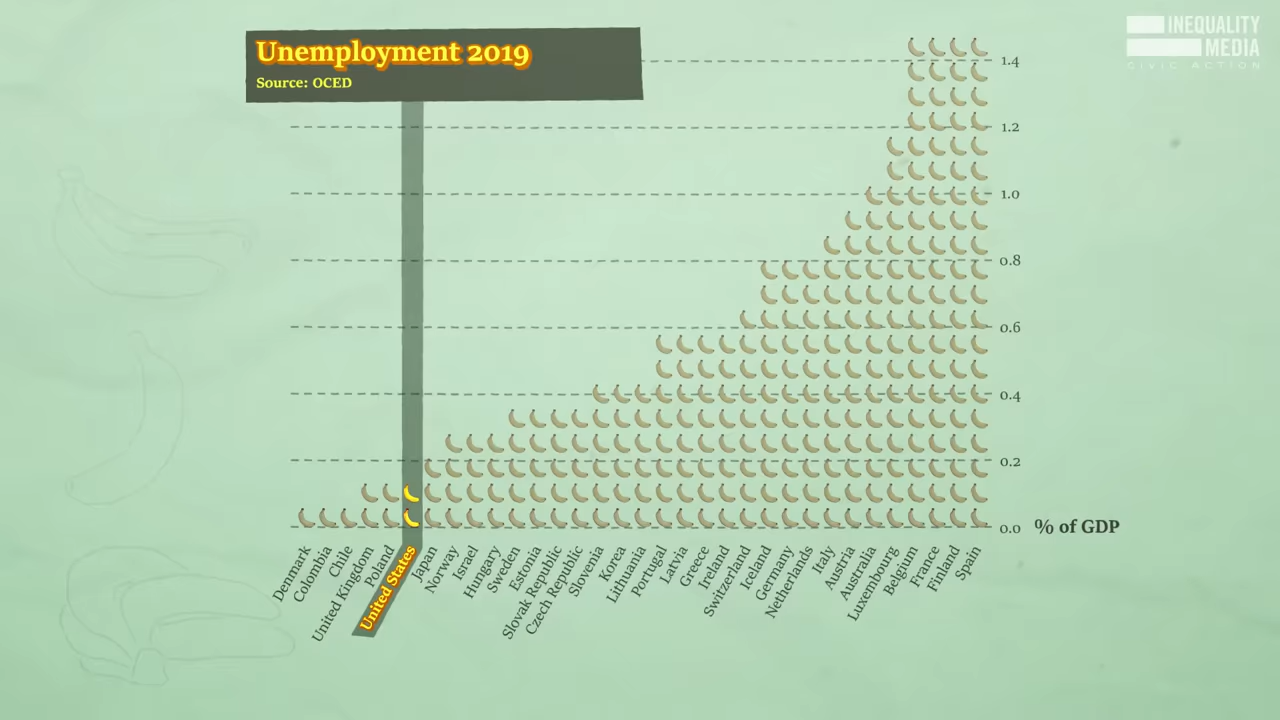 Unemployment 2019
Source: OCED
INEQUALITY
MEDIA
CIVIC ACTION
1.4
1.2
1.0
0.8
0.6
0.4
0.2
0.0
% of GDP
Denmark
Colombia
Chile
United Kingdom
Poland
United States
Japan
Norway
Israel
Hungary
Sweden
Estonia
Slovak Republic
Czech Republic
Slovenia
Korea
Lithuania
Portugal
Latvia
Greece
Ireland
Switzerland
Iceland
Germany
Netherlands
Italy
Austria
Australia
Luxembourg
Belgium
France
Finland
Spain